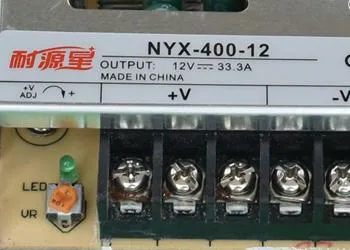 耐源星
NYX-400-12
OUTPUT: 12V⎓33.3A
MADE IN CHINA
+V
ADJ
+
+V
-V
LED
VR